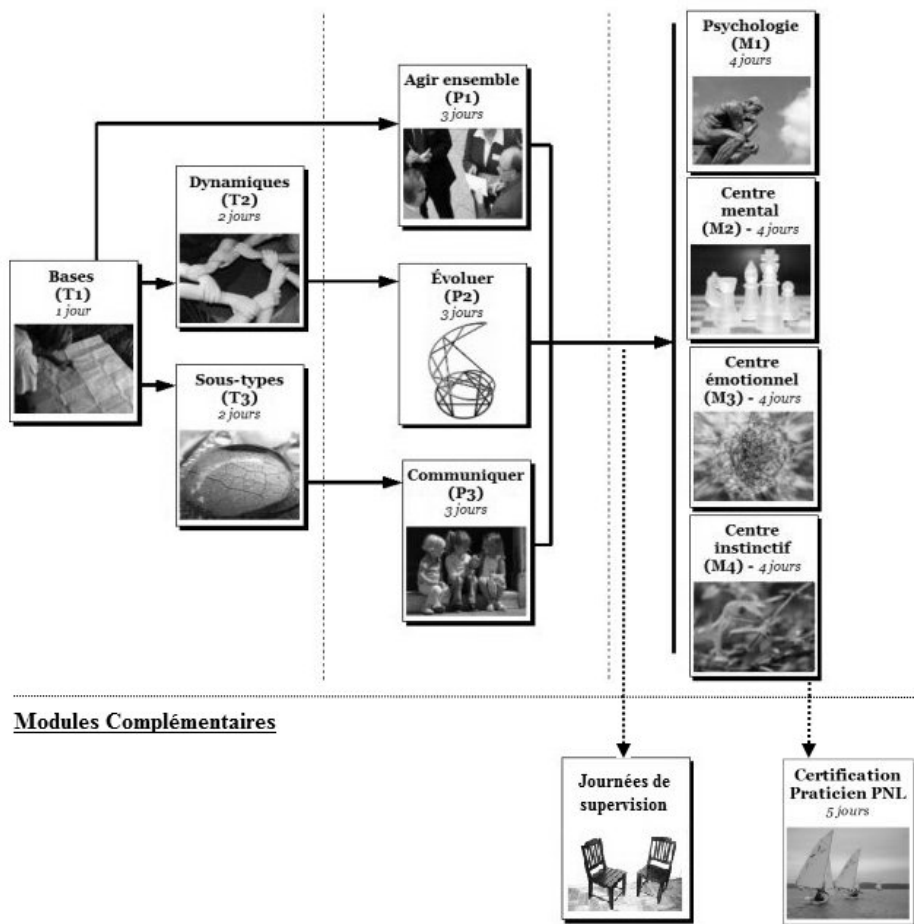 Bases
(T1)
1 jour
Dynamiques
(T2)
2 jours
Sous-types
(T3)
2 jours
Agir ensemble
(P1)
3 jours
Évoluer
(P2)
3 jours
Communiquer
(P3)
3 jours
Psychologie
(M1)
4 jours
Centre
mental
(M2) - 4 jours
Centre
émotionnel
(M3) - 4 jours
Centre
instinctif
(M4) - 4 jours
Modules Complémentaires
Journées de
supervision
Certification
Praticien PNL
5 jours